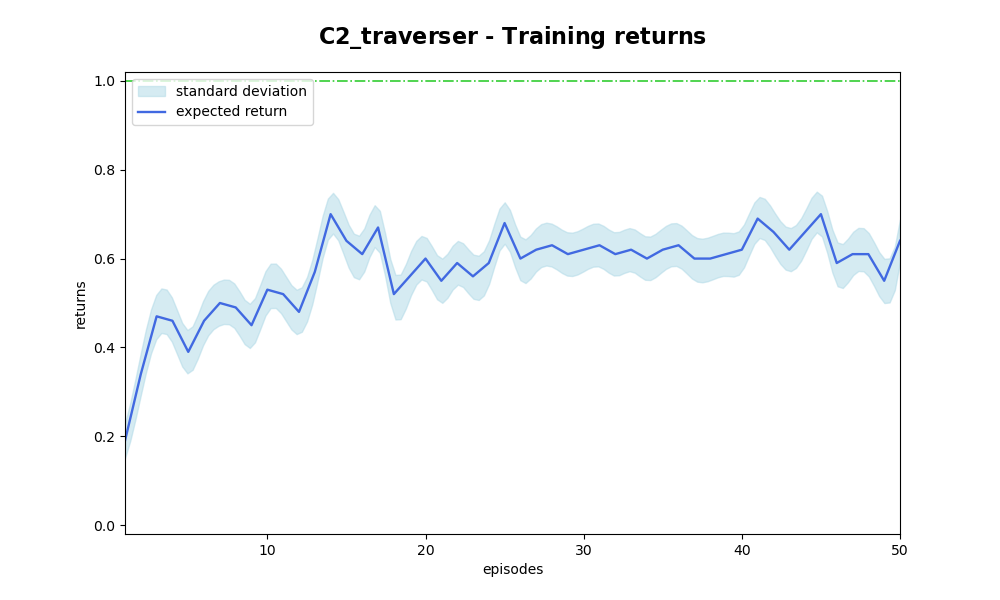 C2_traverser - Training returns
1.0
0.8
0.6
0.4
0.2
0.0
returns
standard deviation
expected return
10 20 30 40 50
episodes